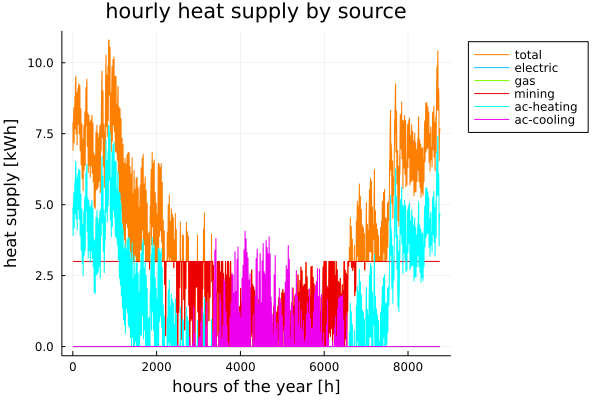 hourly heat supply by source
heat supply [kWh]
10.0
7.5
5.0
2.5
0.0
0
2000
4000
6000
8000
hours of the year [h]
total
electric
gas
mining
ac-heating
ac-cooling